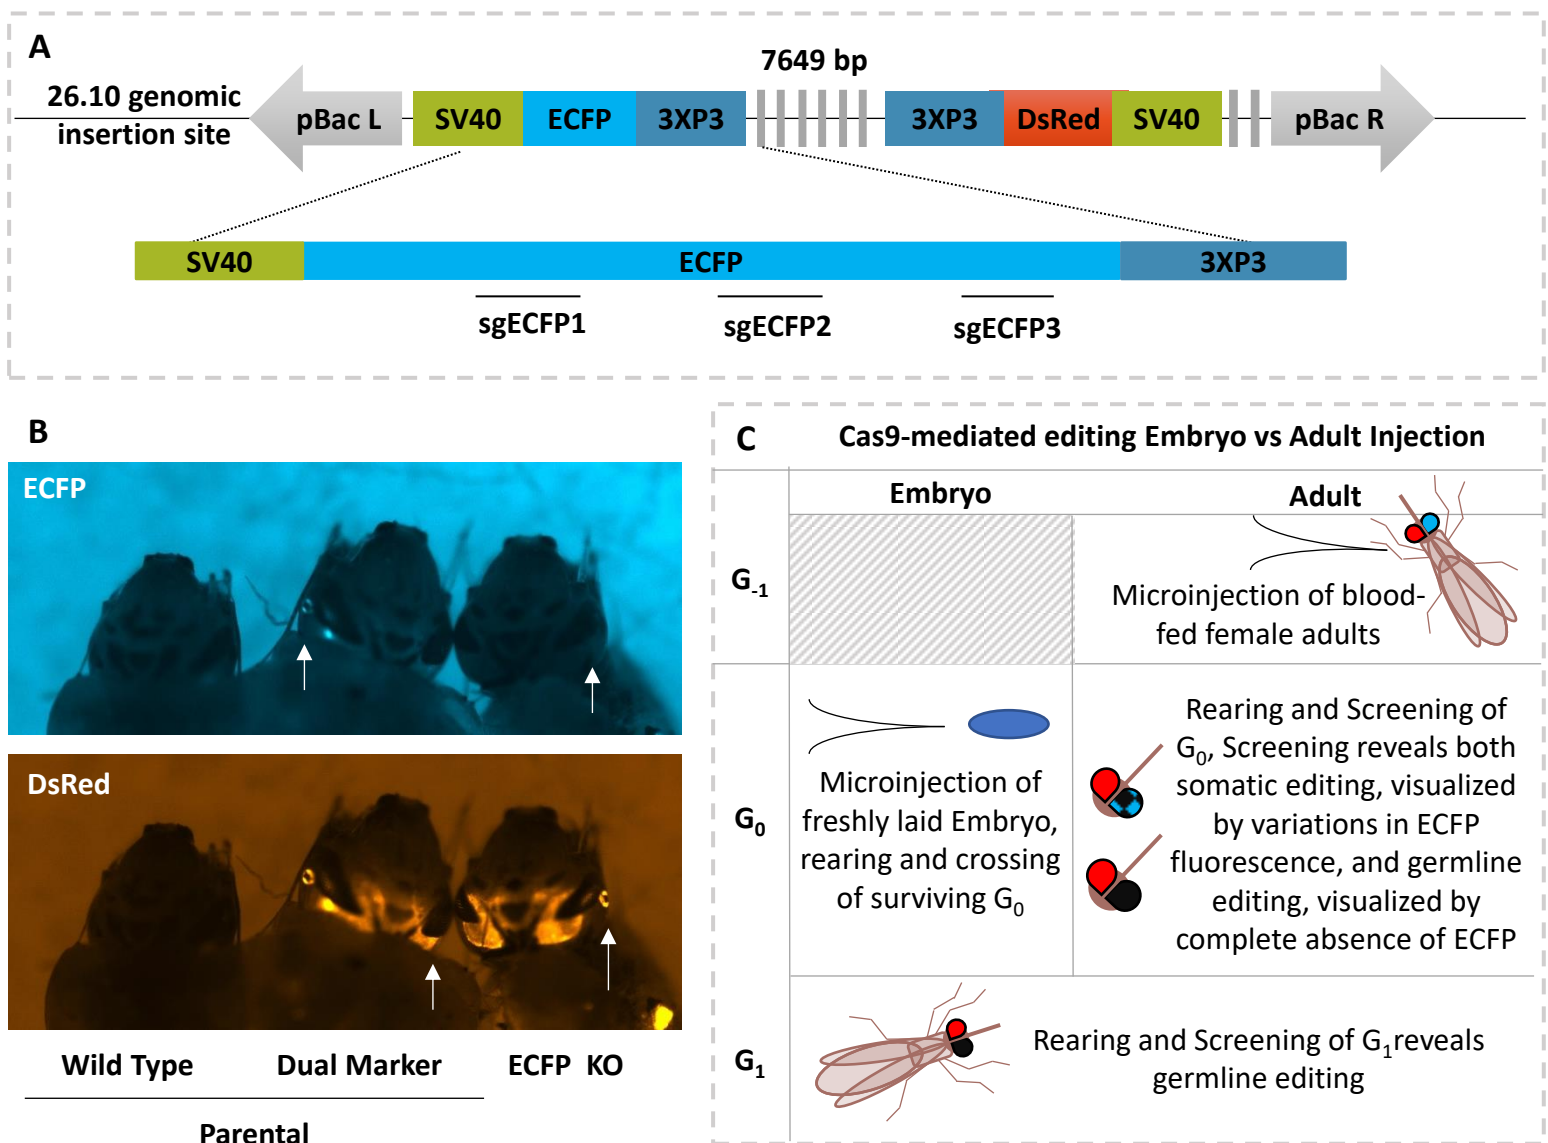 A
7649 bp
26.10 genomic
insertion site
pBac L
SV40
ECFP
3XP3
3XP3
DsRed
SV40
pBac R
SV40
ECFP
3XP3
sgECFP1
sgECFP2
sgECFP3
B
ECFP
DsRed
Wild Type
Dual Marker
ECFP KO
Parental
C
Cas9-mediated editing Embryo vs Adult Injection
Embryo
Adult
G-1
Microinjection of blood-
fed female adults
G0
Microinjection of
freshly laid Embryo,
rearing and crossing
of surviving G0
Rearing and Screening of
G0, Screening reveals both
somatic editing, visualized
by variations in ECFP
fluorescence, and germline
editing, visualized by
complete absence of ECFP
G1
Rearing and Screening of G1reveals
germline editing